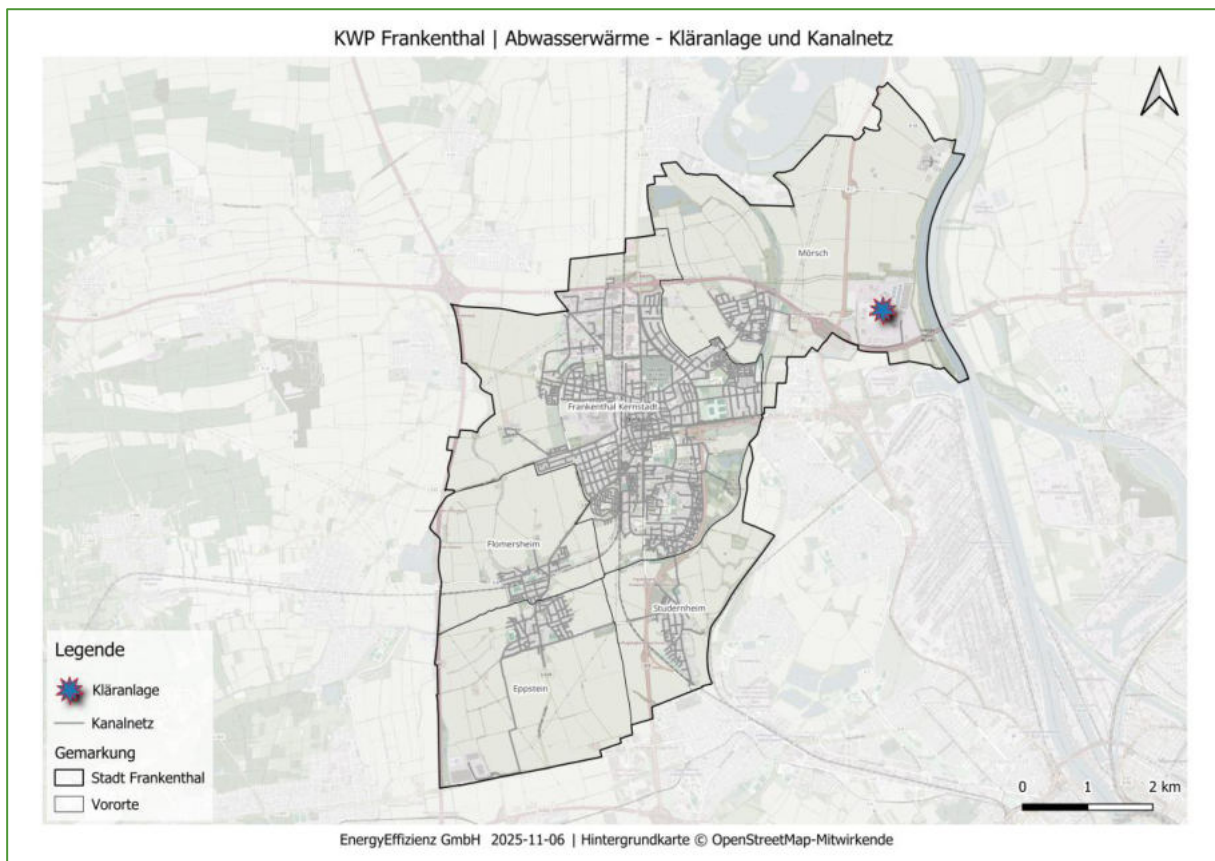 KWP Frankenthal | Abwasserwärme - Kläranlage und Kanalnetz
Mörsch
Frankenthal Kernstadt
Flomersheim
Studernheim
Eppstein
Legende
Kläranlage
Kanalnetz
Gemarkung
Stadt Frankenthal
Vororte
0 1 2 km
EnergyEffizienz GmbH 2025-11-06 | Hintergrundkarte © OpenStreetMap-Mitwirkende